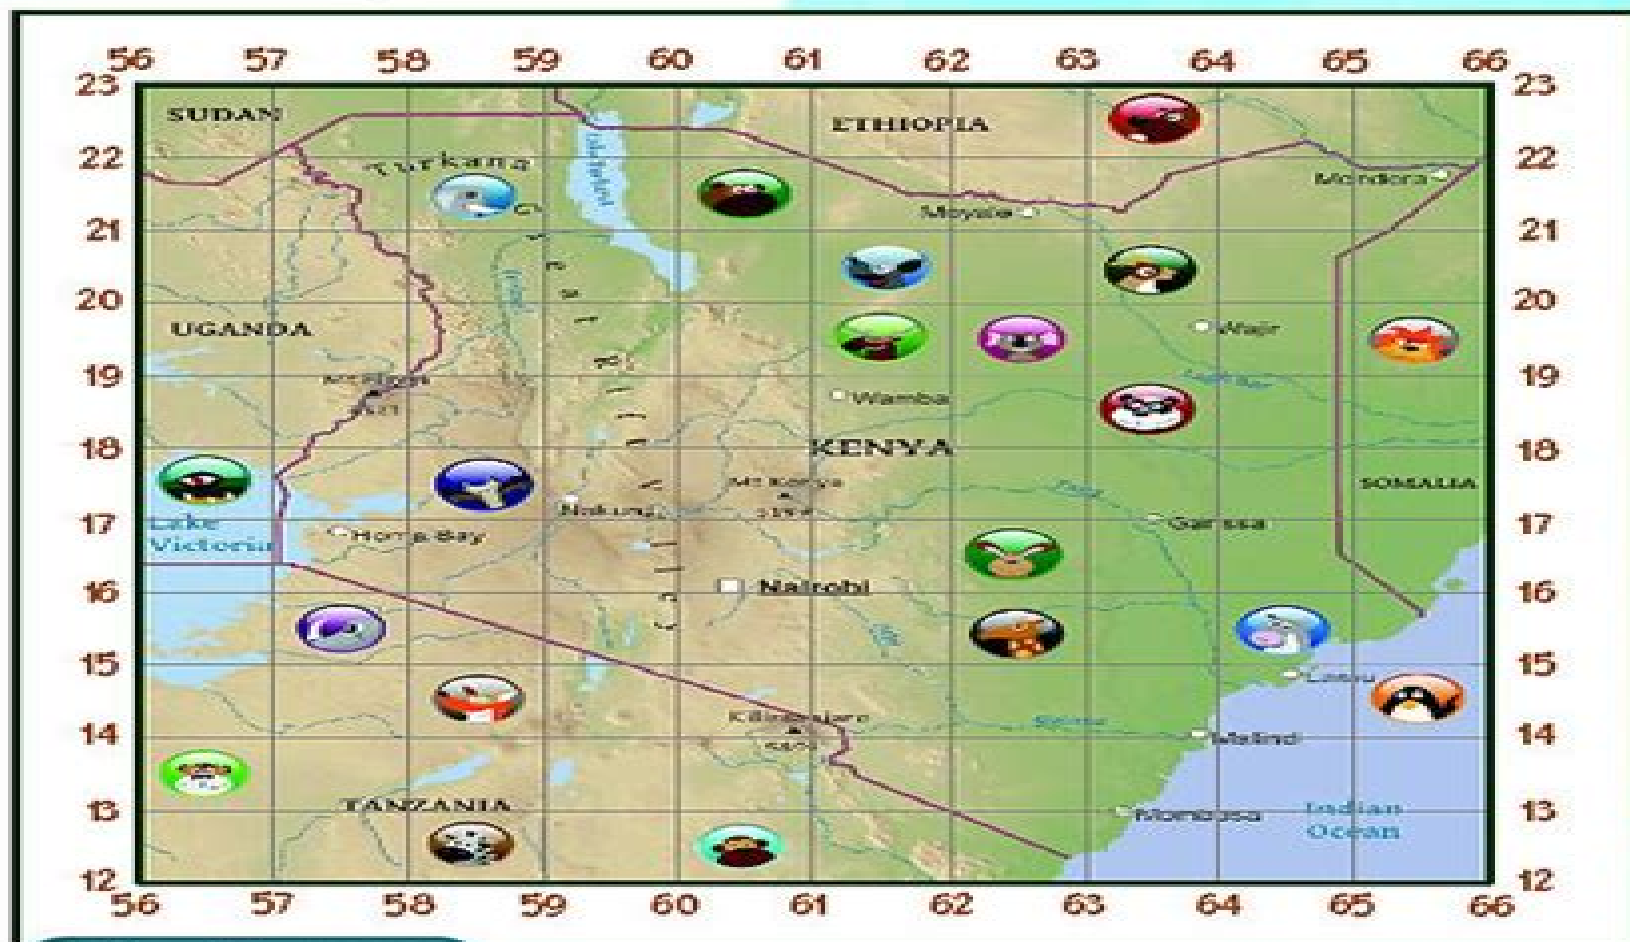 56 57 58 59 60 61 62 63 64 65 66
23 23
SUDAN
ETHIOPIA
22 Turkana 22
Mandera
Moyale
21 21
20 20
UGANDA
Wajir
19 19
Wamba
18 KENYA 18
Mt Kenya
SOMALIA
Nakuru
17 Lake Garissa 17
Victoria Homa Bay
16 Nairobi 16
15 15
Lamu
Kilimanjaro
14 Malindi 14
13 TANZANIA 13
Mombasa
Indian
Ocean
12 12
56 57 58 59 60 61 62 63 64 65 66